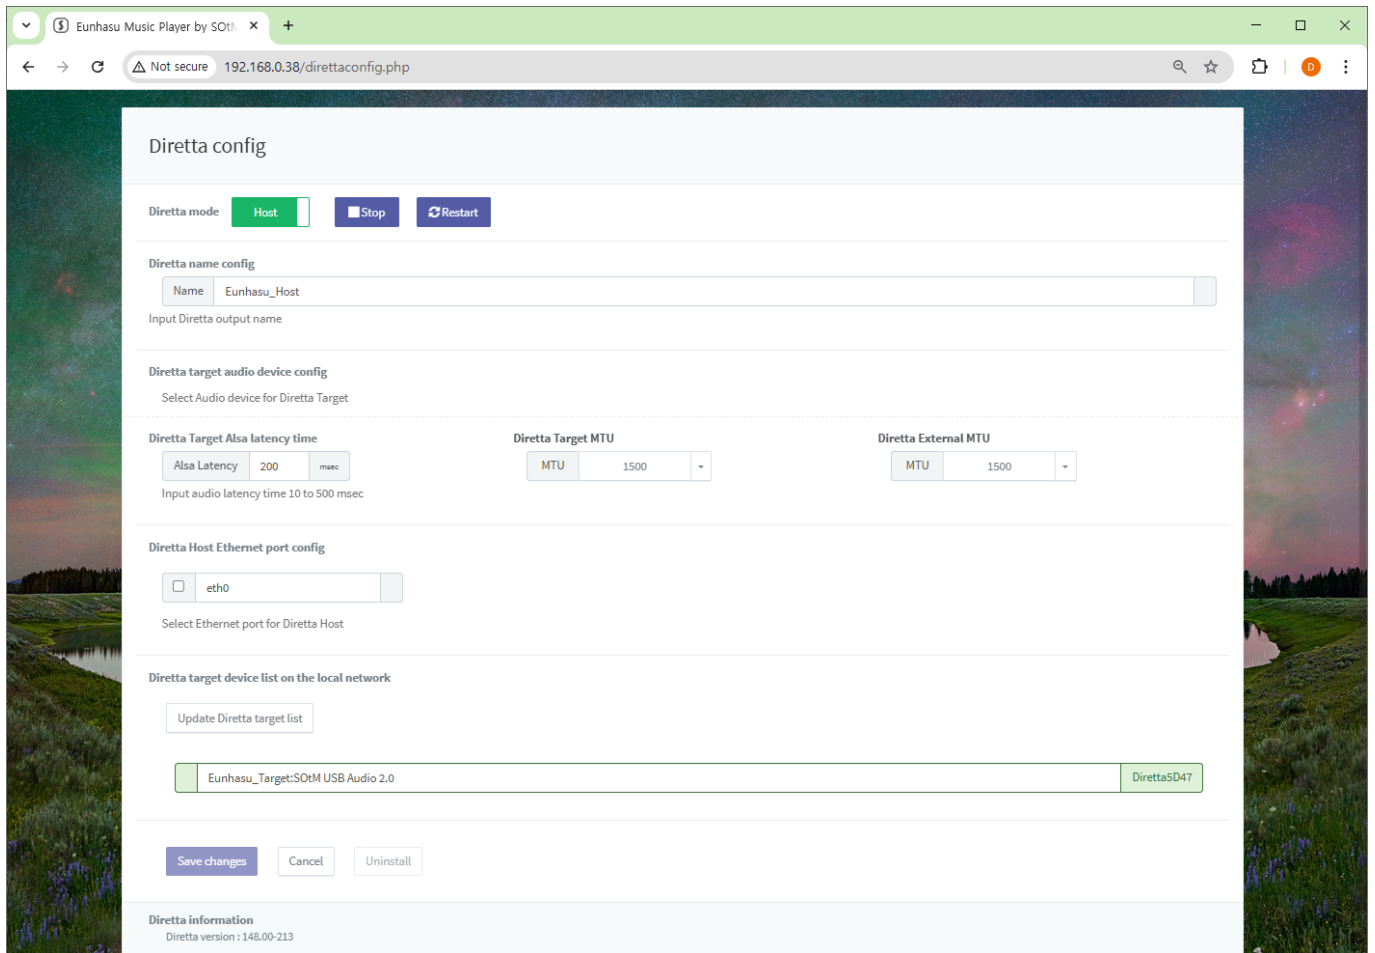 Eunhasu Music Player by SOtM
Not secure 192.168.0.38/direttaconfig.php D
Diretta config
Diretta mode Host Stop Restart
Diretta name config
Name Eunhasu_Host
Input Diretta output name
Diretta target audio device config
Select Audio device for Diretta Target
Diretta Target Alsa latency time Diretta Target MTU Diretta External MTU
Alsa Latency 200 msec MTU 1500 MTU 1500
Input audio latency time 10 to 500 msec
Diretta Host Ethernet port config
eth0
Select Ethernet port for Diretta Host
Diretta target device list on the local network
Update Diretta target list
Eunhasu_Target:SOtM USB Audio 2.0 Diretta5D47
Save changes Cancel Uninstall
Diretta information
Diretta version : 148.00-213